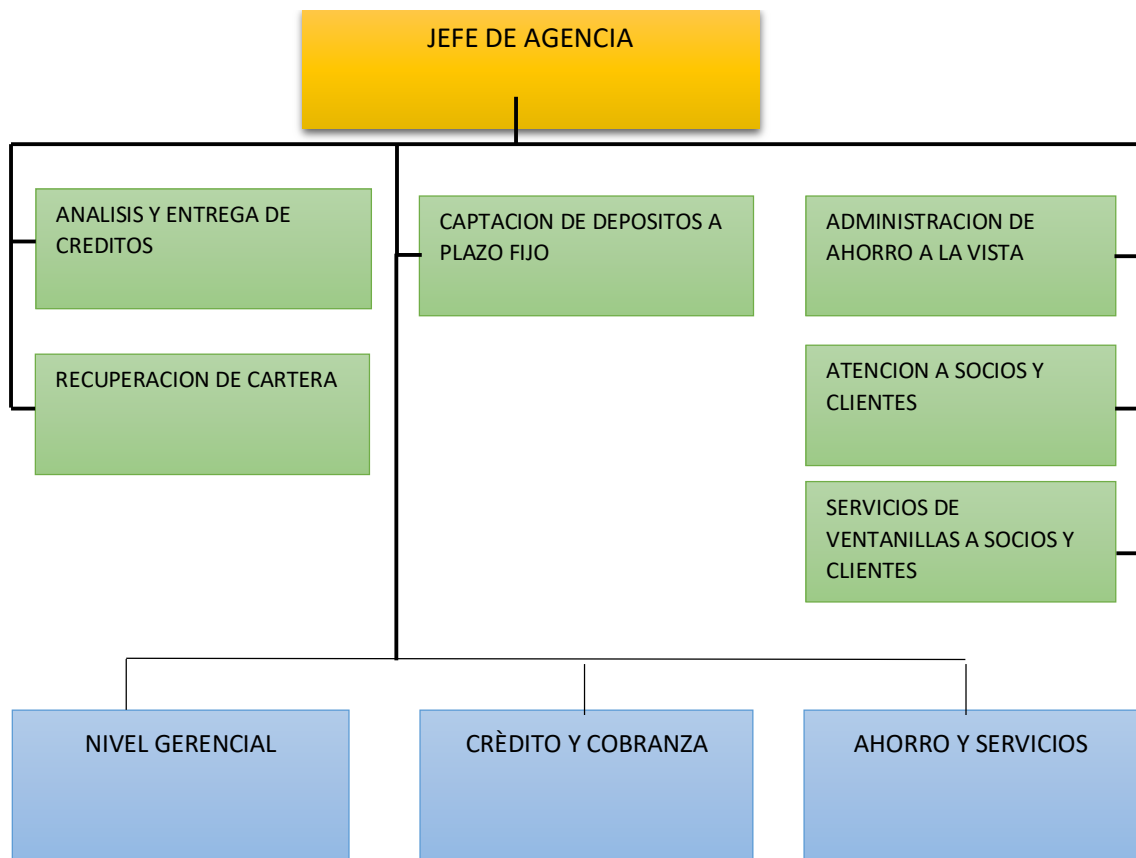 JEFE DE AGENCIA
ANALISIS Y ENTREGA DE
CREDITOS
CAPTACION DE DEPOSITOS A
PLAZO FIJO
ADMINISTRACION DE
AHORRO A LA VISTA
RECUPERACION DE CARTERA
ATENCION A SOCIOS Y
CLIENTES
SERVICIOS DE
VENTANILLAS A SOCIOS Y
CLIENTES
NIVEL GERENCIAL
CRÈDITO Y COBRANZA
AHORRO Y SERVICIOS